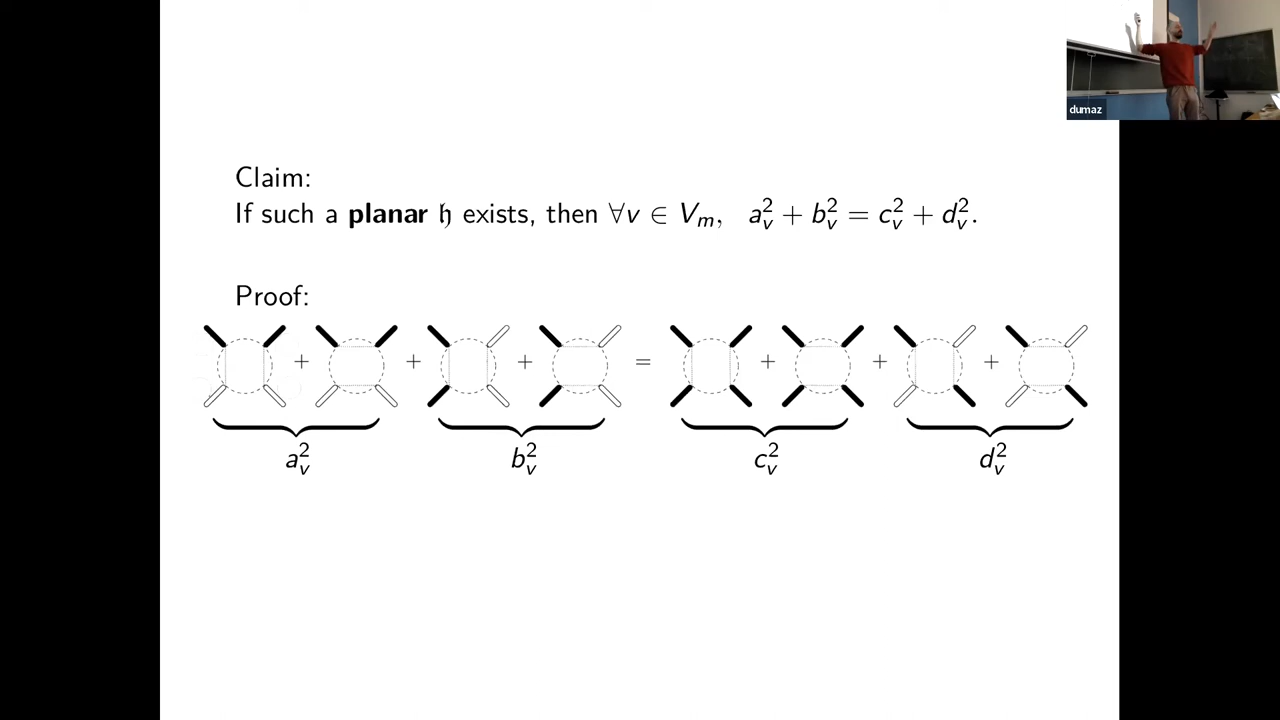 dumaz
Claim:
If such a planar 𝔥 exists, then ∀v ∈ Vₘ, a_v^2 + b_v^2 = c_v^2 + d_v^2.
Proof:
+ + + = + + +
a_v^2 b_v^2 c_v^2 d_v^2